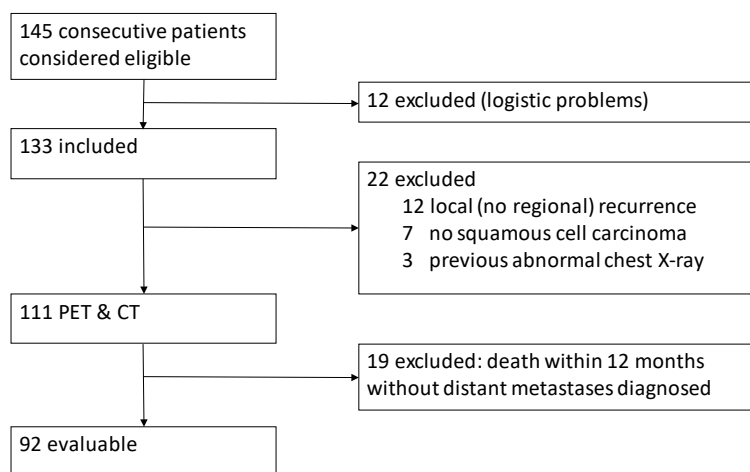 145 consecutive patients
considered eligible
12 excluded (logistic problems)
133 included
22 excluded
12 local (no regional) recurrence
7 no squamous cell carcinoma
3 previous abnormal chest X-ray
111 PET & CT
19 excluded: death within 12 months
without distant metastases diagnosed
92 evaluable